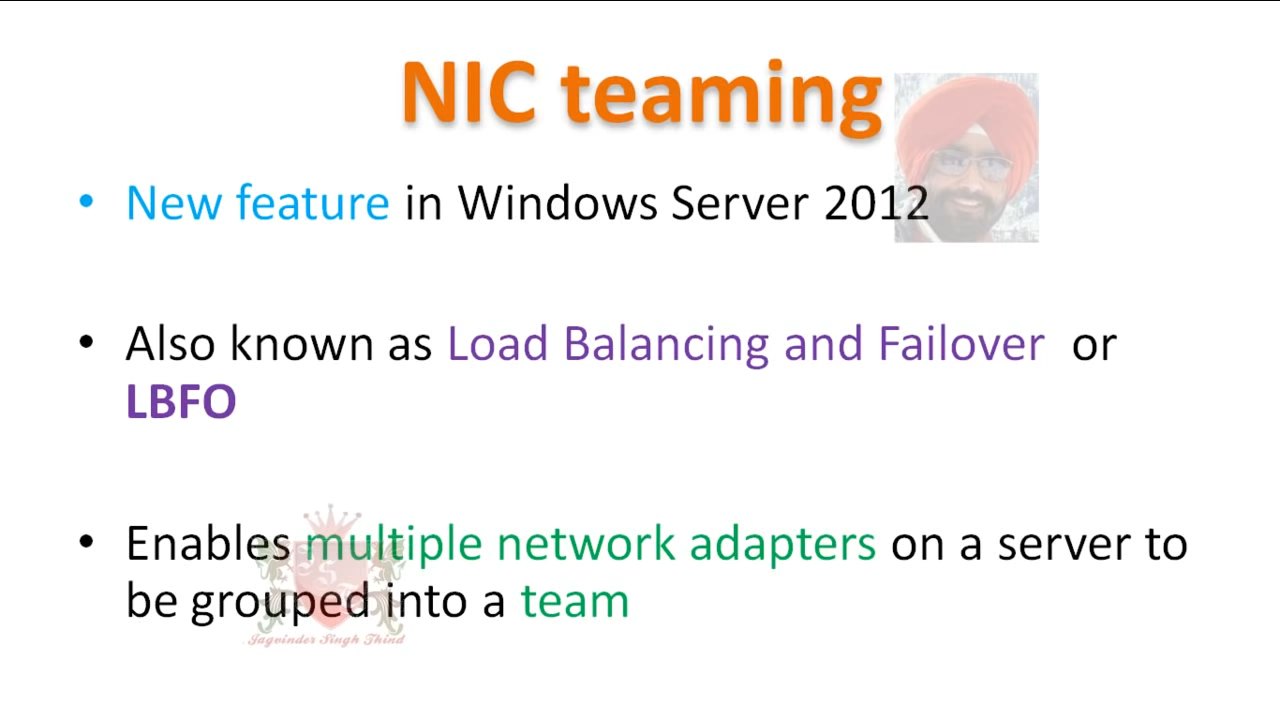 NIC teaming
• New feature in Windows Server 2012
• Also known as Load Balancing and Failover or
LBFO
• Enables multiple network adapters on a server to
be grouped into a team
Jagvinder Singh Thind